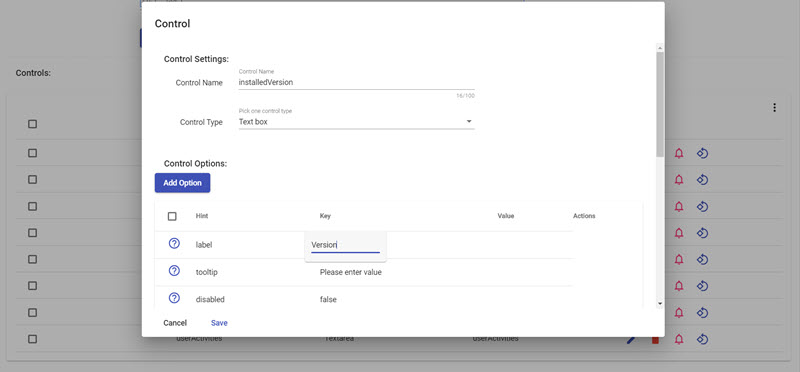 Control
Control Settings:
Controls:
Control Name
Control Name
installedVersion
16/100
Control Type
Pick one control type
Text box
Control Options:
Add Option
Hint Key Value Actions
label Version
tooltip Please enter value
disabled false
Cancel Save
userActivities Textarea userActivities